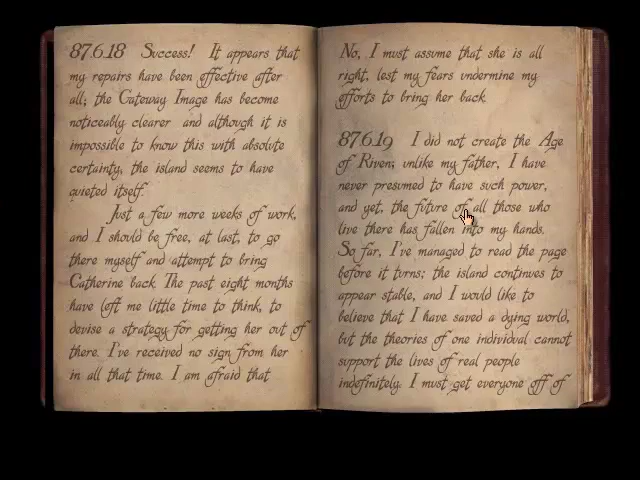 87.6.18 Success! It appears that
my repairs have been effective after
all; the Gateway Image has become
noticeably clearer and although it is
impossible to know this with absolute
certainty, the island seems to have
quieted itself.
Just a few more weeks of work,
and I should be free, at last, to go
there myself and attempt to bring
Catherine back. The past eight months
have left me little time to think, to
devise a strategy for getting her out of
there. I've received no sign from her
in all that time. I am afraid that
No, I must assume that she is all
right, lest my fears undermine my
efforts to bring her back.
87.6.19 I did not create the Age
of Riven; unlike my father, I have
never presumed to have such power,
and yet, the future of all those who
live there has fallen into my hands.
So far, I've managed to read the page
before it turns; the island continues to
appear stable, and I would like to
believe that I have saved a dying world,
but the theories of one individual cannot
support the lives of real people
indefinitely. I must get everyone off of